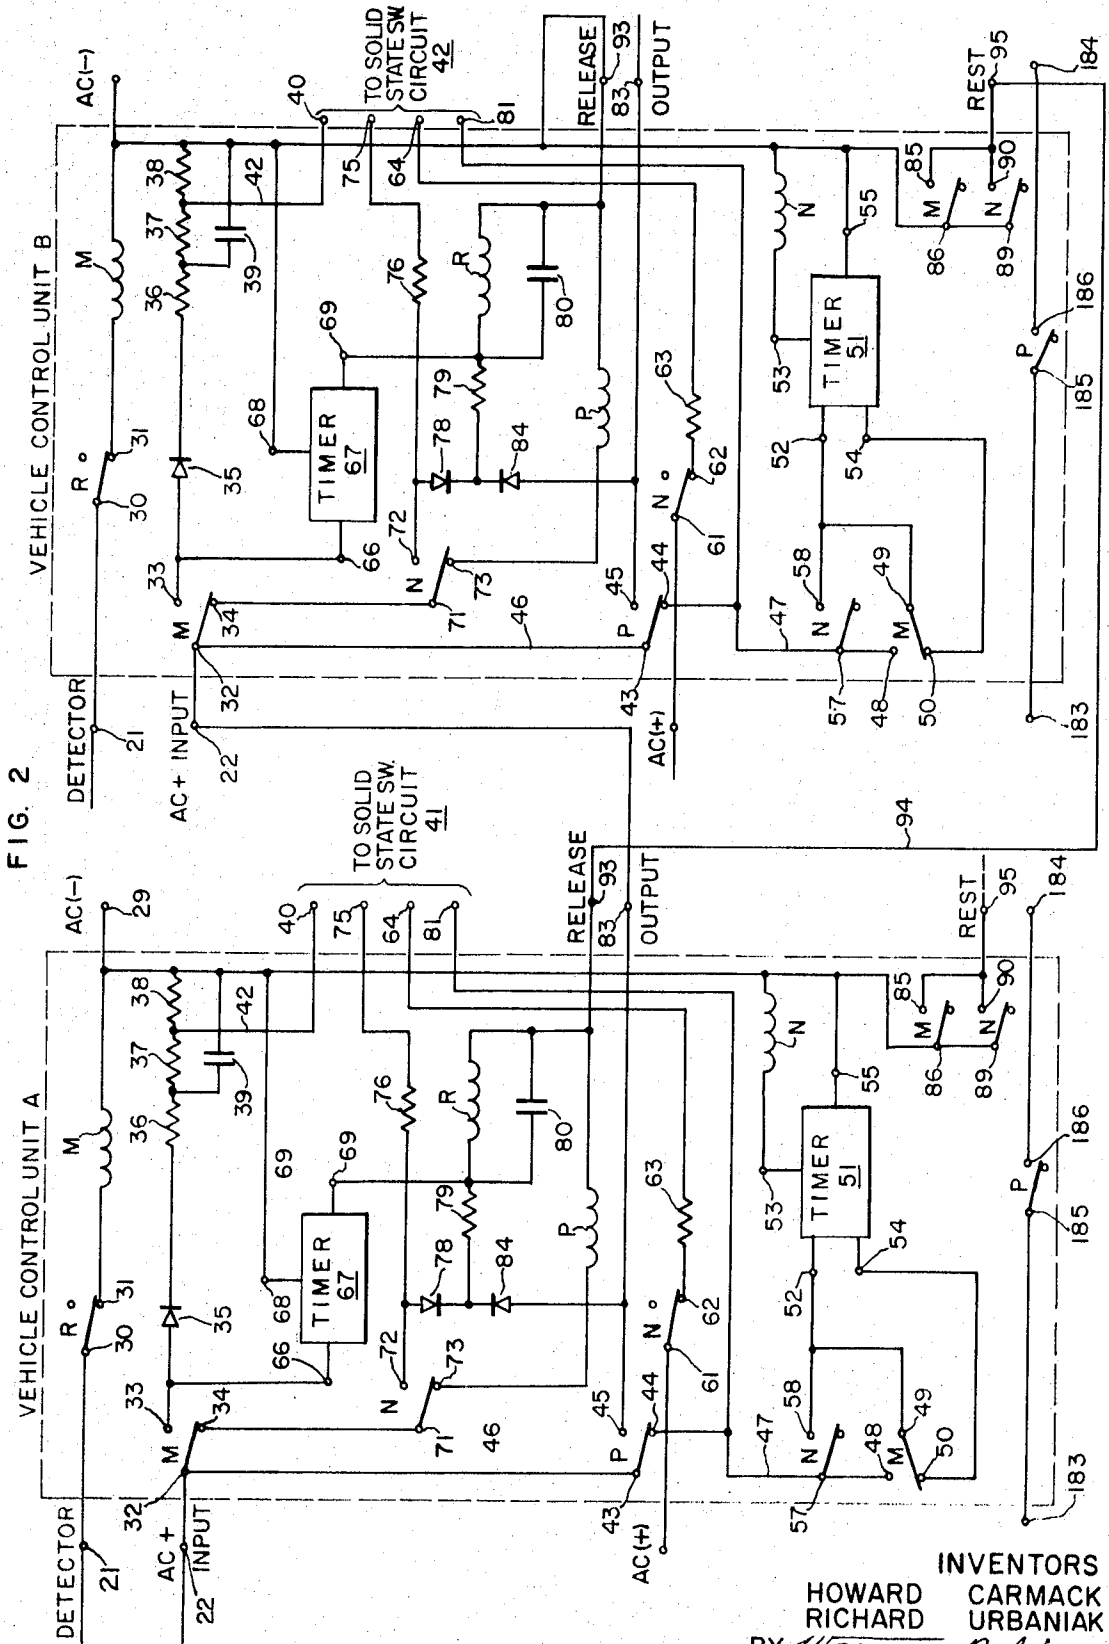 FIG. 2
VEHICLE CONTROL UNIT A
DETECTOR
21
AC +
INPUT
22
R
30
31
M
AC(-)
29
32
M
33
34
35
36
37
38
39
42
40
75
64
81
TO SOLID
STATE SW.
CIRCUIT
41
66
TIMER
67
68
69
69
N
71
72
73
76
78
79
84
R
80
P
RELEASE
93
83
OUTPUT
46
43
P
45
44
AC(+)
61
N
62
63
47
N
57
58
48
M
49
50
52
54
TIMER
51
53
55
N
85
M
86
N
90
89
REST
95
183
185
P
186
184
94
VEHICLE CONTROL UNIT B
DETECTOR
21
AC+ INPUT
22
R
30
31
M
AC(-)
32
M
33
34
35
36
37
38
39
42
40
75
64
81
TO SOLID
STATE SW.
CIRCUIT
42
66
TIMER
67
68
69
N
71
72
73
76
78
79
84
R
80
P
RELEASE
93
83
OUTPUT
46
43
P
45
44
AC(+)
61
N
62
63
47
N
57
58
48
M
49
50
52
54
TIMER
51
53
55
N
85
M
86
N
90
89
REST
95
183
185
P
186
184
INVENTORS
HOWARD CARMACK
RICHARD URBANIAK
BY